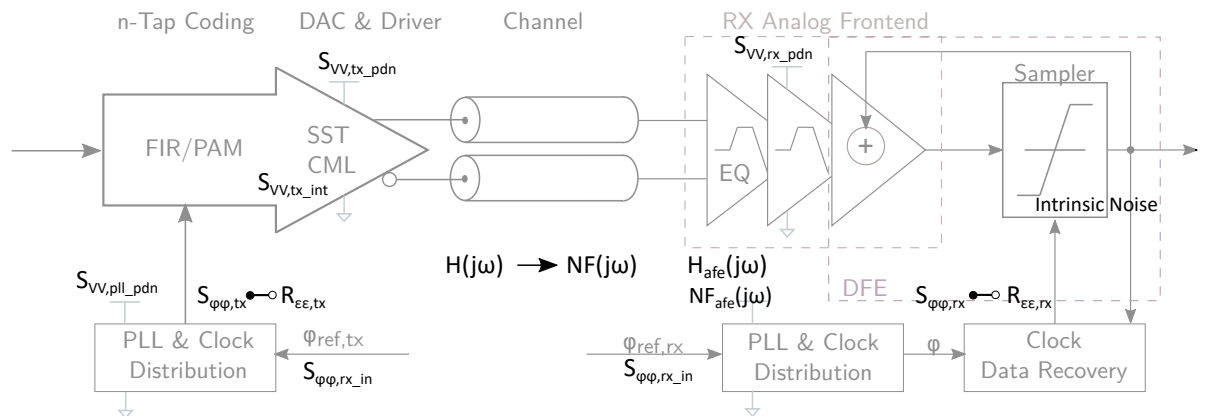 n-Tap Coding
DAC & Driver
Channel
RX Analog Frontend
S_VV,tx_pdn
S_VV,rx_pdn
Sampler
FIR/PAM
SST
CML
+
EQ
S_VV,tx_int
Intrinsic Noise
H(jω) → NF(jω)
H_afe(jω)
NF_afe(jω)
DFE
S_VV,pll_pdn
S_φφ,tx
R_εε,tx
S_φφ,rx
R_εε,rx
PLL & Clock
Distribution
φ_ref,tx
S_φφ,rx_in
φ_ref,rx
S_φφ,rx_in
PLL & Clock
Distribution
φ
Clock
Data Recovery